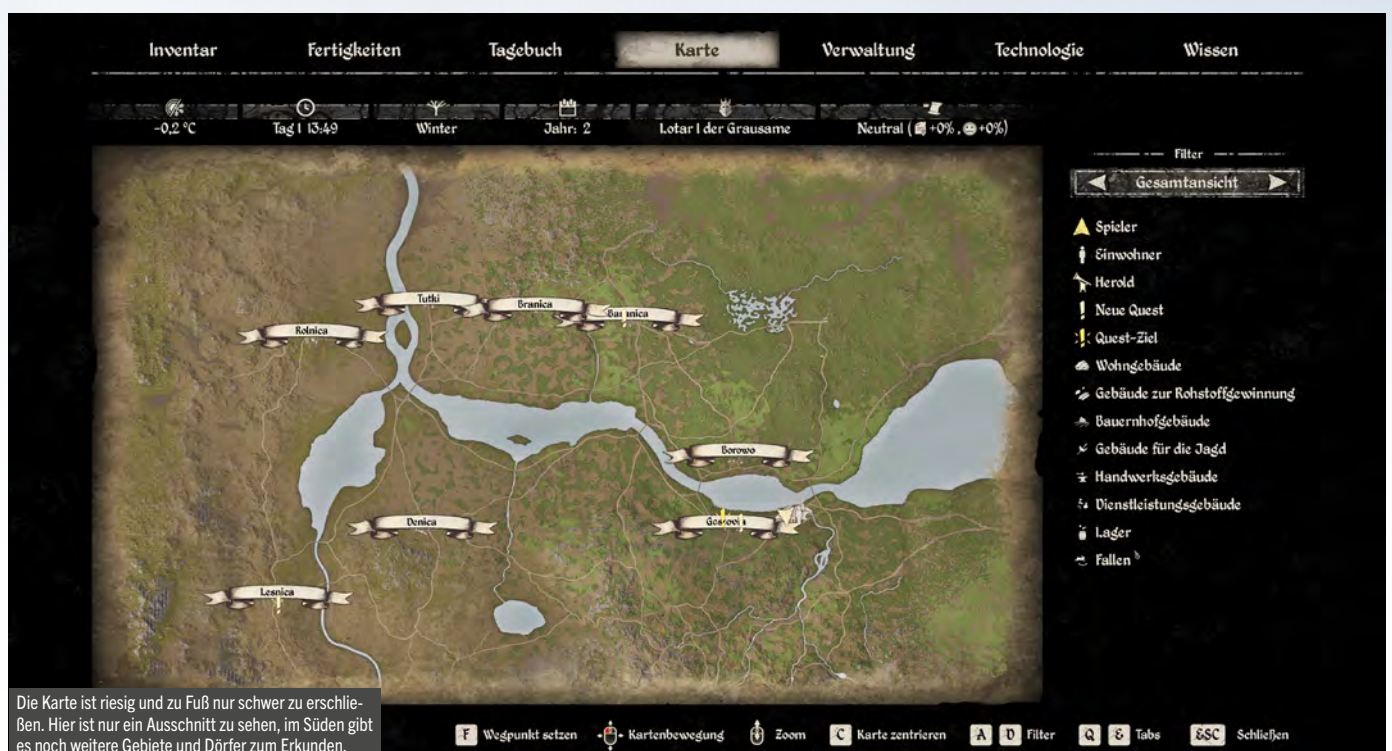 Inventar Fertigkeiten Tagebuch Karte Verwaltung Technologie Wissen
-0,2 °C Tag 1 13:49 Winter Jahr: 2 Lotar I der Grausame Neutral ( +0% , +0%)
Filter
Gesamtansicht
Spieler
Einwohner
Herold
Neue Quest
Quest-Ziel
Wohngebäude
Gebäude zur Rohstoffgewinnung
Bauernhofgebäude
Gebäude für die Jagd
Handwerksgebäude
Dienstleistungsgebäude
Lager
Fallen
Tutki
Branica
Rolnica
Borowo
Denica
Lesnica
Die Karte ist riesig und zu Fuß nur schwer zu erschlie-
ßen. Hier ist nur ein Ausschnitt zu sehen, im Süden gibt
es noch weitere Gebiete und Dörfer zum Erkunden.
F Wegpunkt setzen Kartenbewegung Zoom C Karte zentrieren A D Filter Q E Tabs ESC Schließen